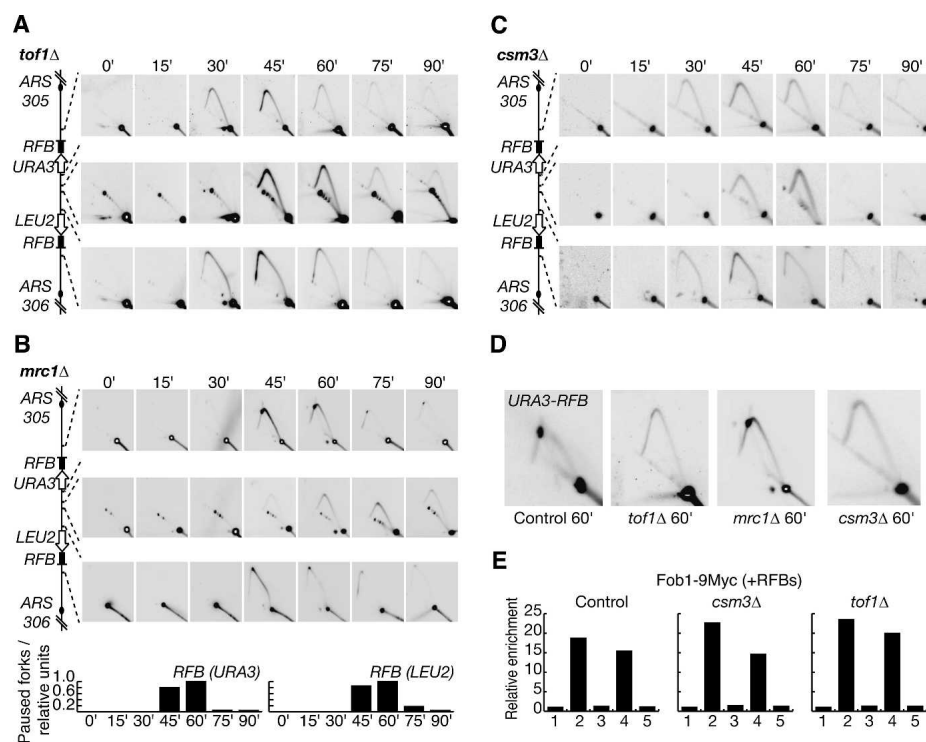 A
tof1Δ
0' 15' 30' 45' 60' 75' 90'
ARS
305
RFB
URA3
LEU2
RFB
ARS
306
B
mrc1Δ
0' 15' 30' 45' 60' 75' 90'
ARS
305
RFB
URA3
LEU2
RFB
ARS
306
Paused forks /
relative units
1.0
0.6
0.2
RFB (URA3)
0' 15' 30' 45' 60' 75' 90'
RFB (LEU2)
0' 15' 30' 45' 60' 75' 90'
C
csm3Δ
0' 15' 30' 45' 60' 75' 90'
ARS
305
RFB
URA3
LEU2
RFB
ARS
306
D
URA3-RFB
Control 60' tof1Δ 60' mrc1Δ 60' csm3Δ 60'
E
Fob1-9Myc (+RFBs)
Control csm3Δ tof1Δ
Relative enrichment
25
20
15
10
5
0
1 2 3 4 5 1 2 3 4 5 1 2 3 4 5